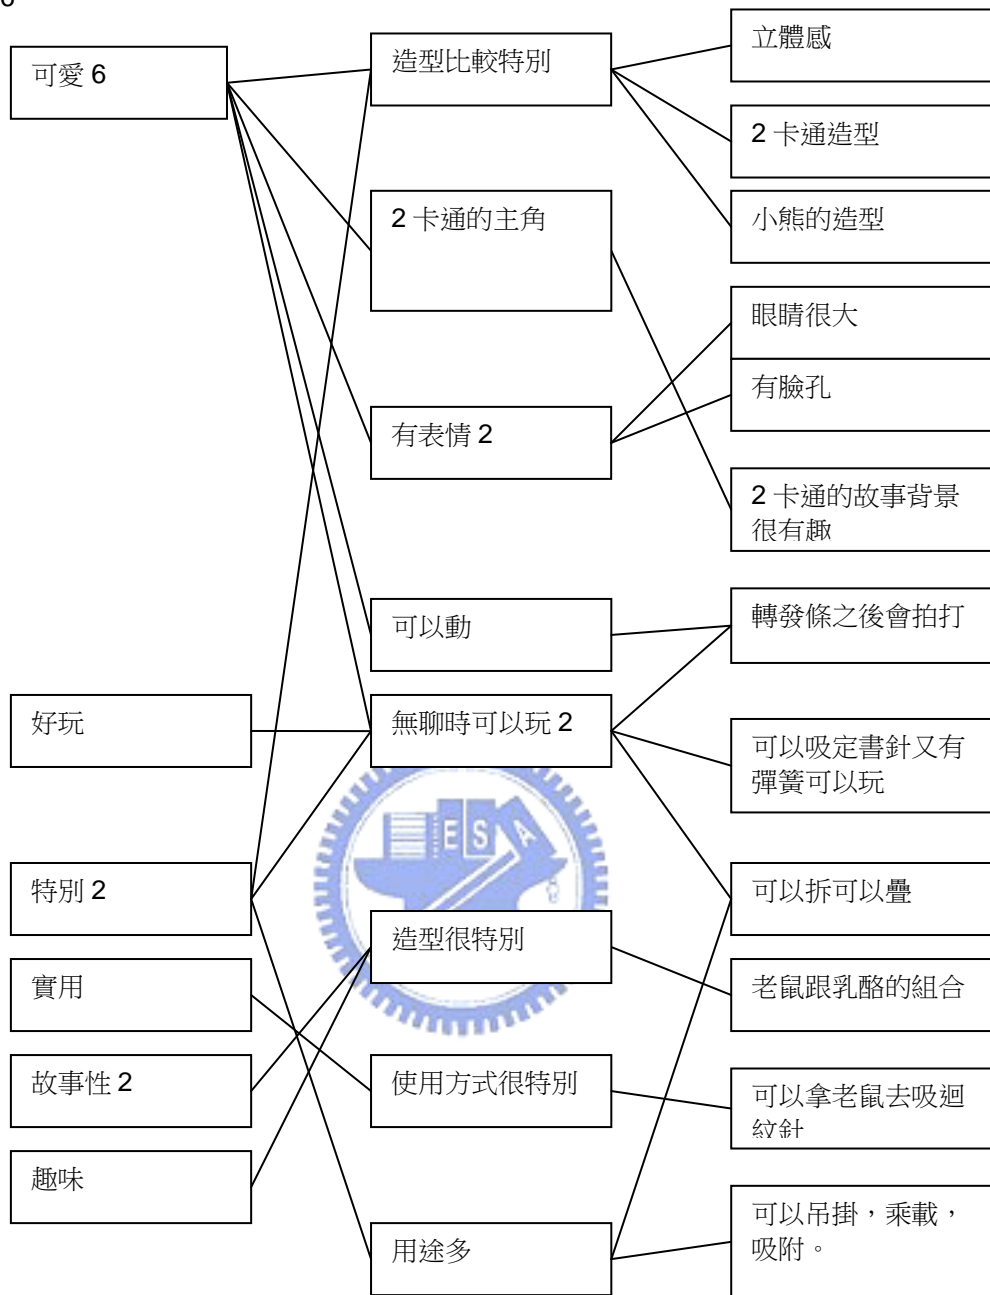 可愛 6
好玩
特別 2
實用
故事性 2
趣味
造型比較特別
2 卡通的主角
有表情 2
可以動
無聊時可以玩 2
造型很特別
使用方式很特別
用途多
立體感
2 卡通造型
小熊的造型
眼睛很大
有臉孔
2 卡通的故事背景
很有趣
轉發條之後會拍打
可以吸定書針又有
彈簧可以玩
可以拆可以疊
老鼠跟乳酪的組合
可以拿老鼠去吸迴
紋針
可以吊掛，乘載，
吸附。
E S A